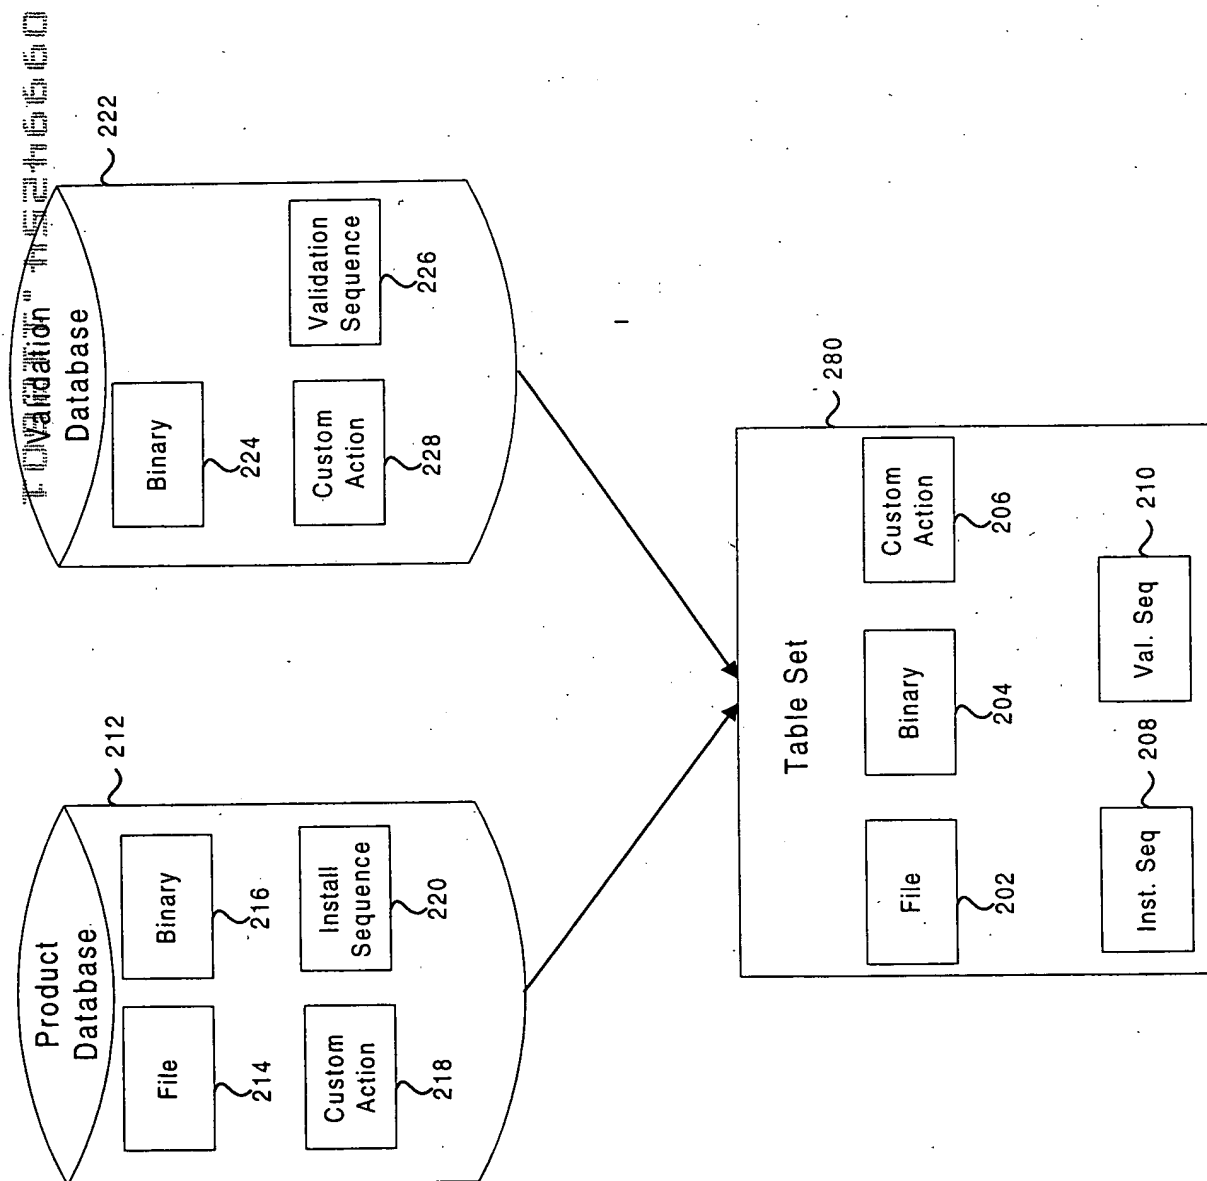 Product
Database
212
File
214
Binary
216
Custom
Action
218
Install
Sequence
220
Validation
Database
222
Binary
224
Custom
Action
228
Validation
Sequence
226
Table Set
280
File
202
Binary
204
Custom
Action
206
Inst. Seq
208
Val. Seq
210